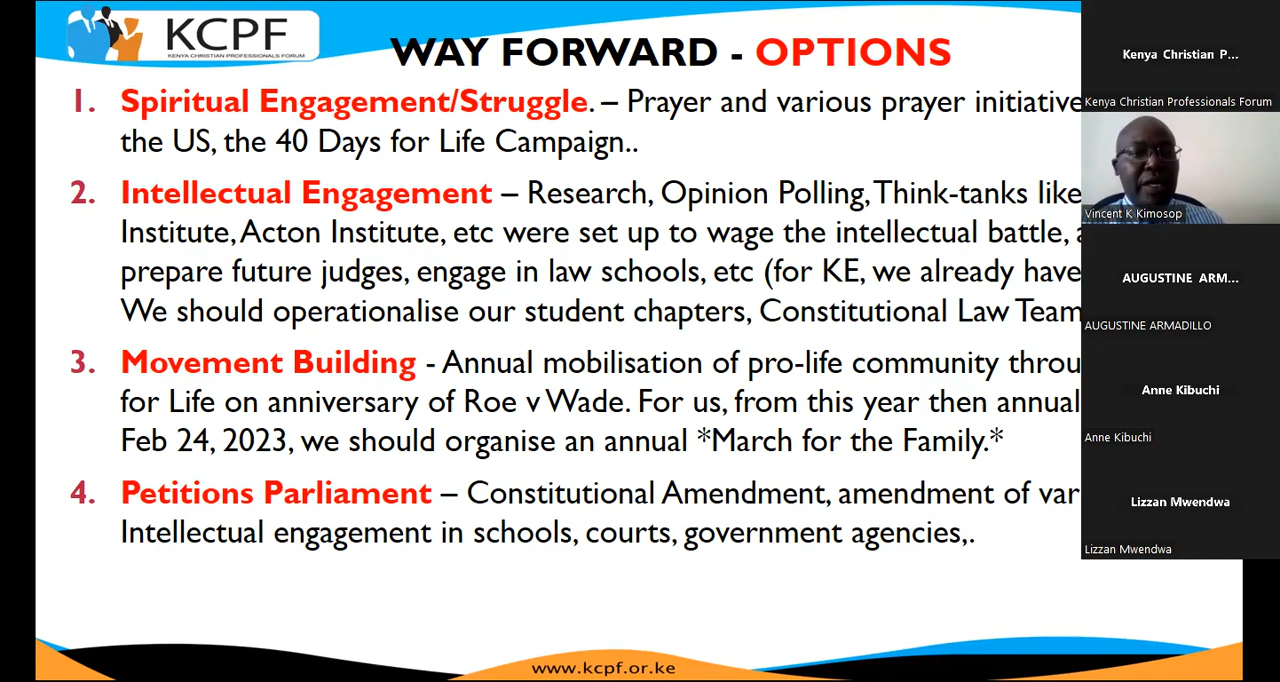 KCPF
KENYA CHRISTIAN PROFESSIONALS FORUM
WAY FORWARD - OPTIONS
1. Spiritual Engagement/Struggle. – Prayer and various prayer initiative
the US, the 40 Days for Life Campaign..
2. Intellectual Engagement – Research, Opinion Polling, Think-tanks like
Institute, Acton Institute, etc were set up to wage the intellectual battle,
prepare future judges, engage in law schools, etc (for KE, we already have
We should operationalise our student chapters, Constitutional Law Team
3. Movement Building - Annual mobilisation of pro-life community throu
for Life on anniversary of Roe v Wade. For us, from this year then annual
Feb 24, 2023, we should organise an annual *March for the Family.*
4. Petitions Parliament – Constitutional Amendment, amendment of var
Intellectual engagement in schools, courts, government agencies,.
www.kcpf.or.ke
Kenya Christian P...
Kenya Christian Professionals Forum
Vincent K Kimosop
AUGUSTINE ARM...
AUGUSTINE ARMADILLO
Anne Kibuchi
Anne Kibuchi
Lizzan Mwendwa
Lizzan Mwendwa